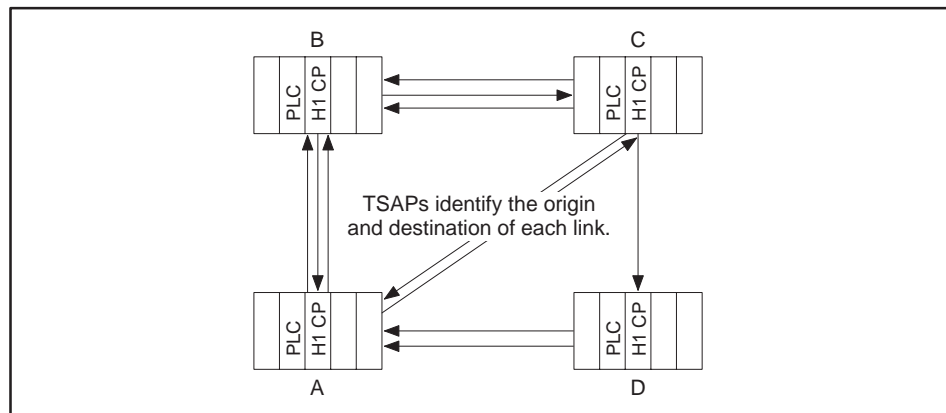 B
C
PLC
H1 CP
PLC
H1 CP
TSAPs identify the origin
and destination of each link.
PLC
H1 CP
PLC
H1 CP
A
D